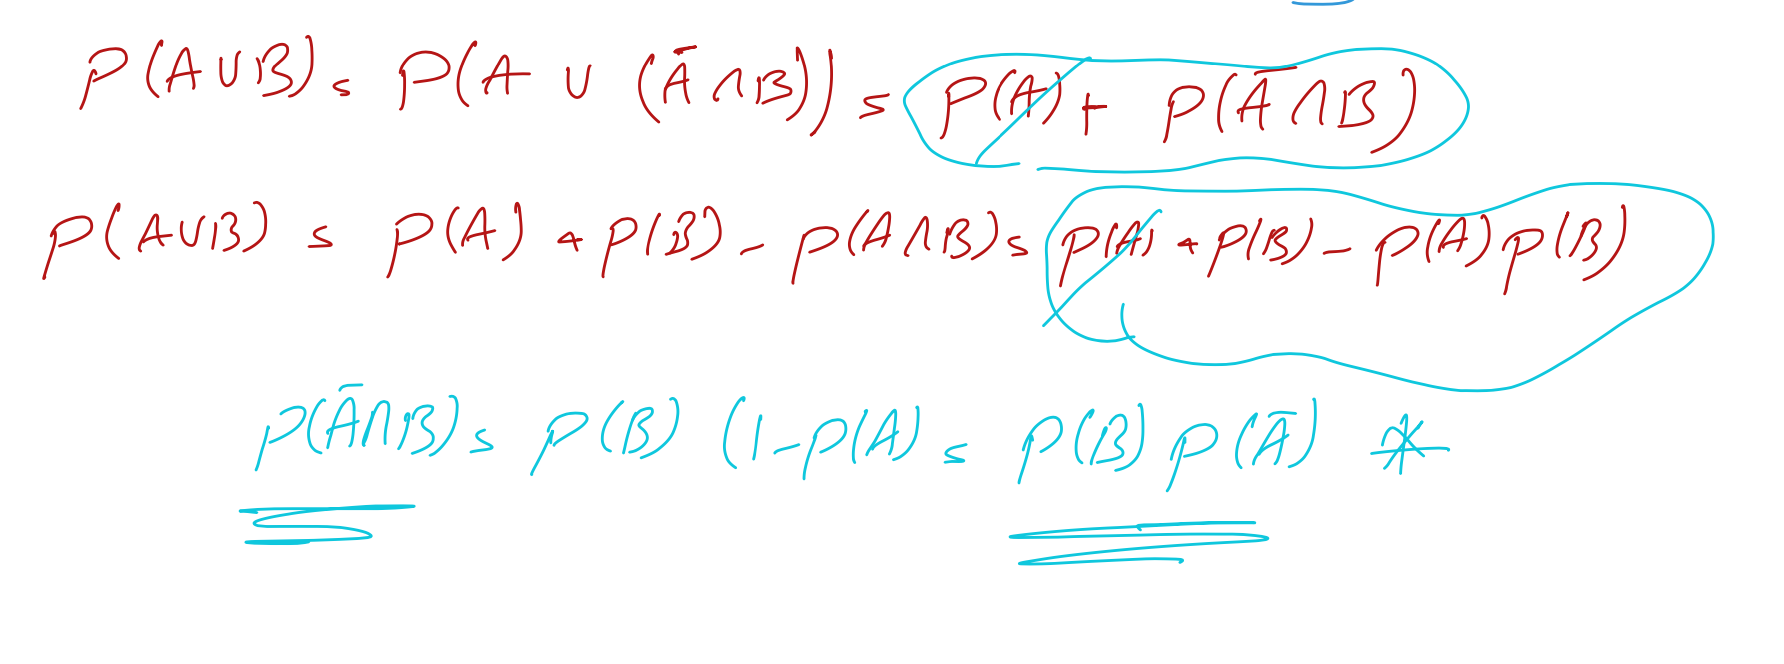 P(A∪B) = P(A ∪ (Ā∩B)) = P(A) + P(Ā∩B)
P(A∪B) = P(A) + P(B) - P(A∩B) = P(A) + P(B) - P(A)P(B)
P(Ā∩B) = P(B) (1-P(A) = P(B) P(Ā) *